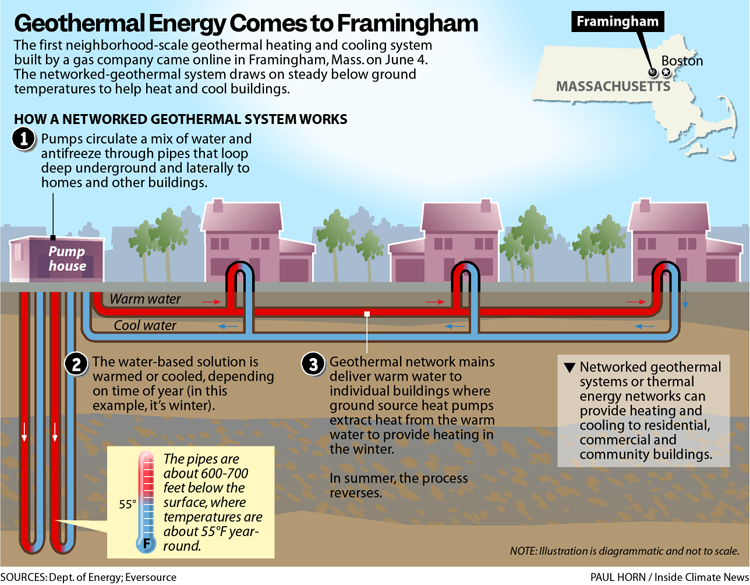 Geothermal Energy Comes to Framingham
The first neighborhood-scale geothermal heating and cooling system
built by a gas company came online in Framingham, Mass. on June 4.
The networked-geothermal system draws on steady below ground
temperatures to help heat and cool buildings.
Framingham
Boston
MASSACHUSETTS
HOW A NETWORKED GEOTHERMAL SYSTEM WORKS
1
Pumps circulate a mix of water and
antifreeze through pipes that loop
deep underground and laterally to
homes and other buildings.
Pump
house
Warm water
Cool water
2
The water-based solution is
warmed or cooled, depending
on time of year (in this
example, it's winter).
3
Geothermal network mains
deliver warm water to
individual buildings where
ground source heat pumps
extract heat from the warm
water to provide heating in
the winter.
In summer, the process
reverses.
▼ Networked geothermal
systems or thermal
energy networks can
provide heating and
cooling to residential,
commercial and
community buildings.
55°
F
The pipes are
about 600-700
feet below the
surface, where
temperatures are
about 55°F year-
round.
NOTE: Illustration is diagrammatic and not to scale.
SOURCES: Dept. of Energy; Eversource
PAUL HORN / Inside Climate News